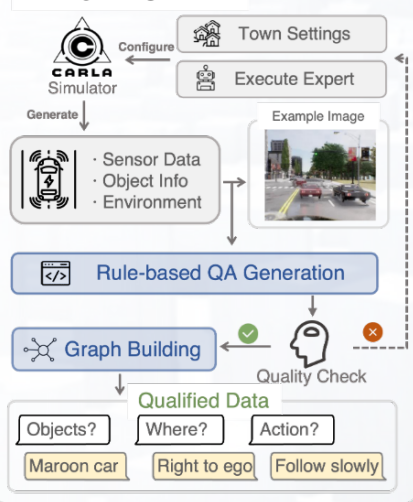 Town Settings
Configure
CARLA
Simulator
Execute Expert
Generate
Example Image
· Sensor Data
· Object Info
· Environment
</>
Rule-based QA Generation
Graph Building
Quality Check
Qualified Data
Objects? Where? Action?
Maroon car Right to ego Follow slowly